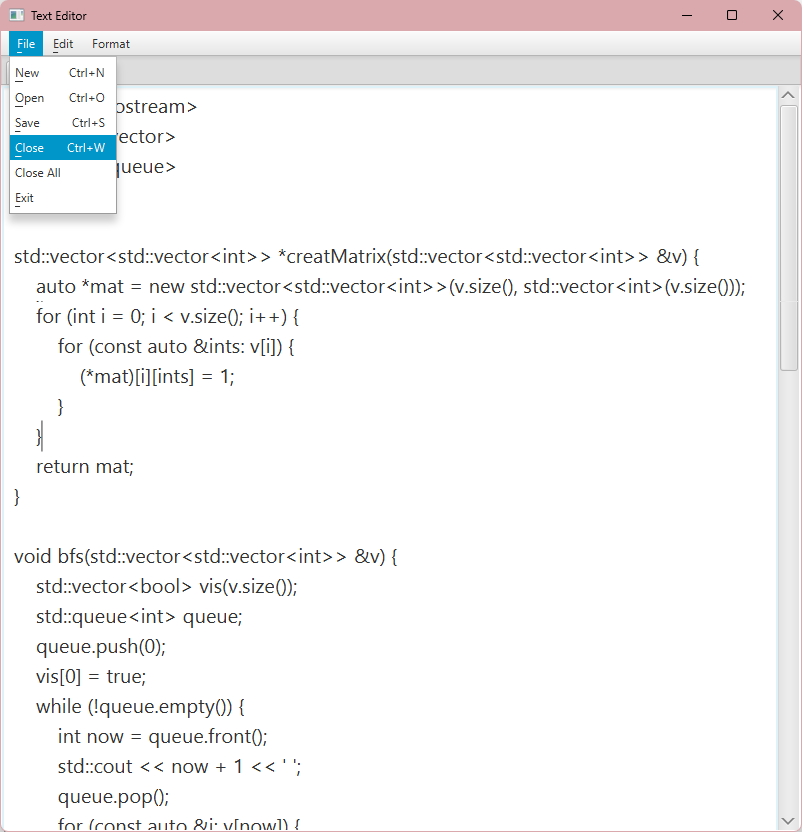 Text Editor
File Edit Format
New Ctrl+N
Open Ctrl+O
Save Ctrl+S
Close Ctrl+W
Close All
Exit
ostream>
ector>
queue>
std::vector<std::vector<int>> *creatMatrix(std::vector<std::vector<int>> &v) {
auto *mat = new std::vector<std::vector<int>>(v.size(), std::vector<int>(v.size()));
for (int i = 0; i < v.size(); i++) {
for (const auto &ints: v[i]) {
(*mat)[i][ints] = 1;
}
}
return mat;
}
void bfs(std::vector<std::vector<int>> &v) {
std::vector<bool> vis(v.size());
std::queue<int> queue;
queue.push(0);
vis[0] = true;
while (!queue.empty()) {
int now = queue.front();
std::cout << now + 1 << ' ';
queue.pop();
for (const auto &i: v[now]) {